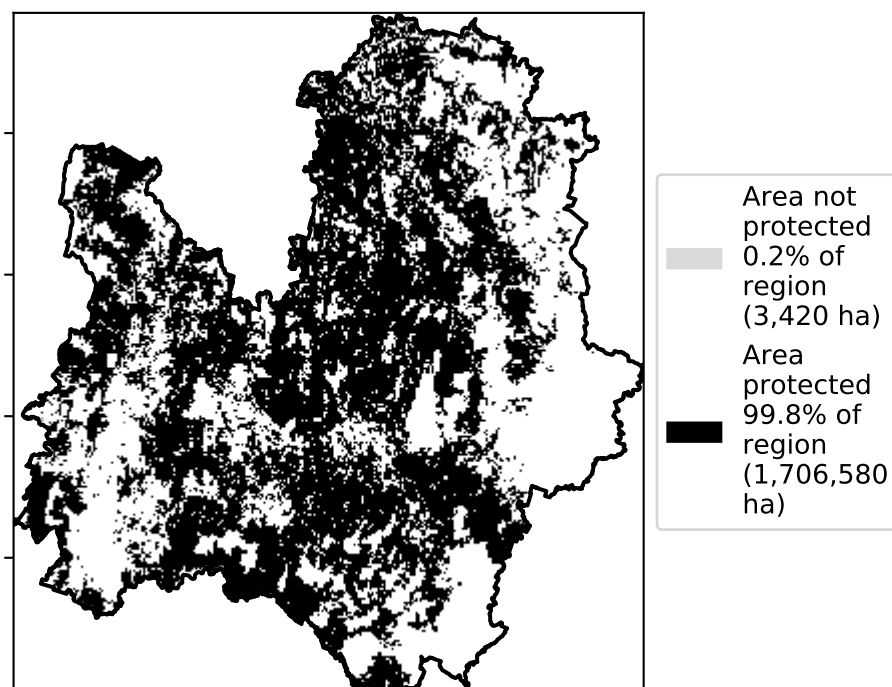 Area not
protected
0.2% of
region
(3,420 ha)
Area
protected
99.8% of
region
(1,706,580
ha)